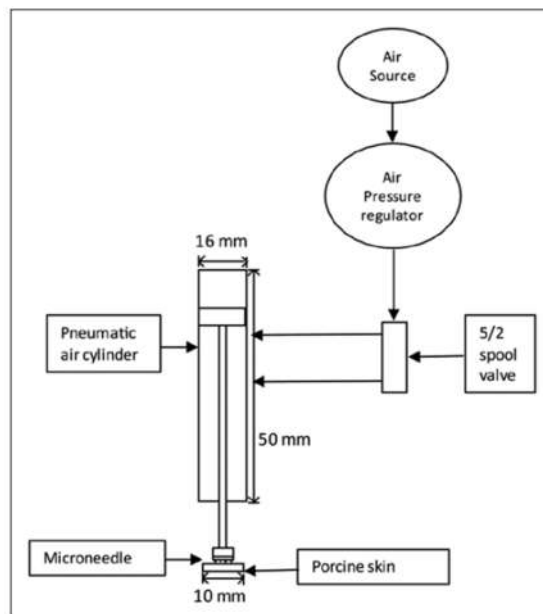 Air
Source
Air
Pressure
regulator
16 mm
Pneumatic
air cylinder
5/2
spool
valve
50 mm
Microneedle
Porcine skin
10 mm